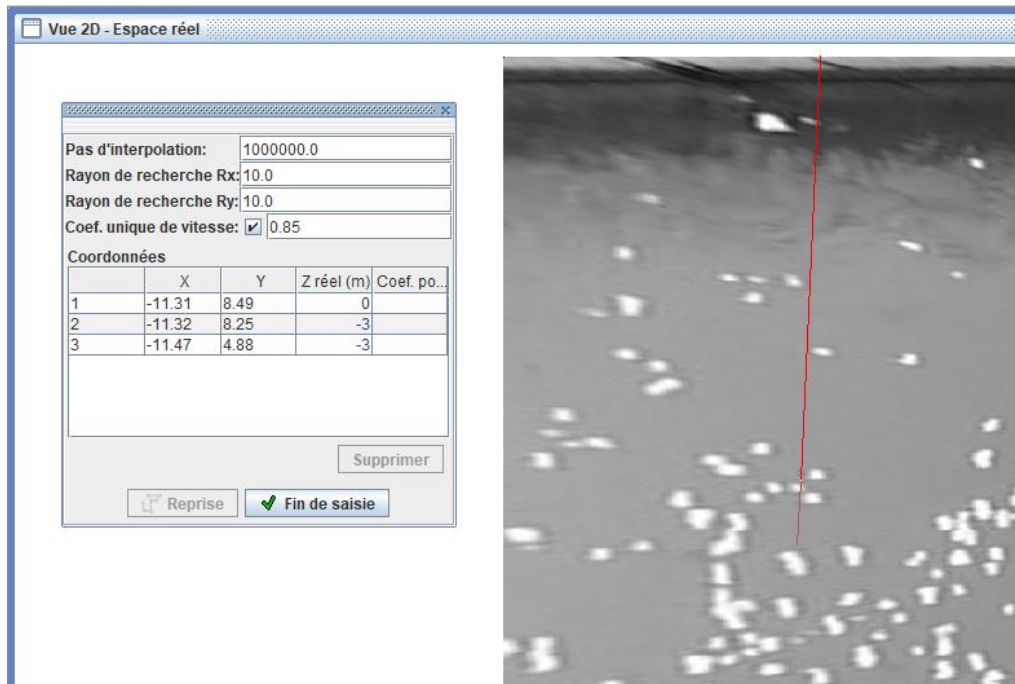 Vue 2D - Espace réel
Pas d'interpolation: 1000000.0
Rayon de recherche Rx: 10.0
Rayon de recherche Ry: 10.0
Coef. unique de vitesse: 0.85
Coordonnées
X Y Z réel (m) Coef. po...
1 -11.31 8.49 0
2 -11.32 8.25 -3
3 -11.47 4.88 -3
Supprimer
Reprise Fin de saisie